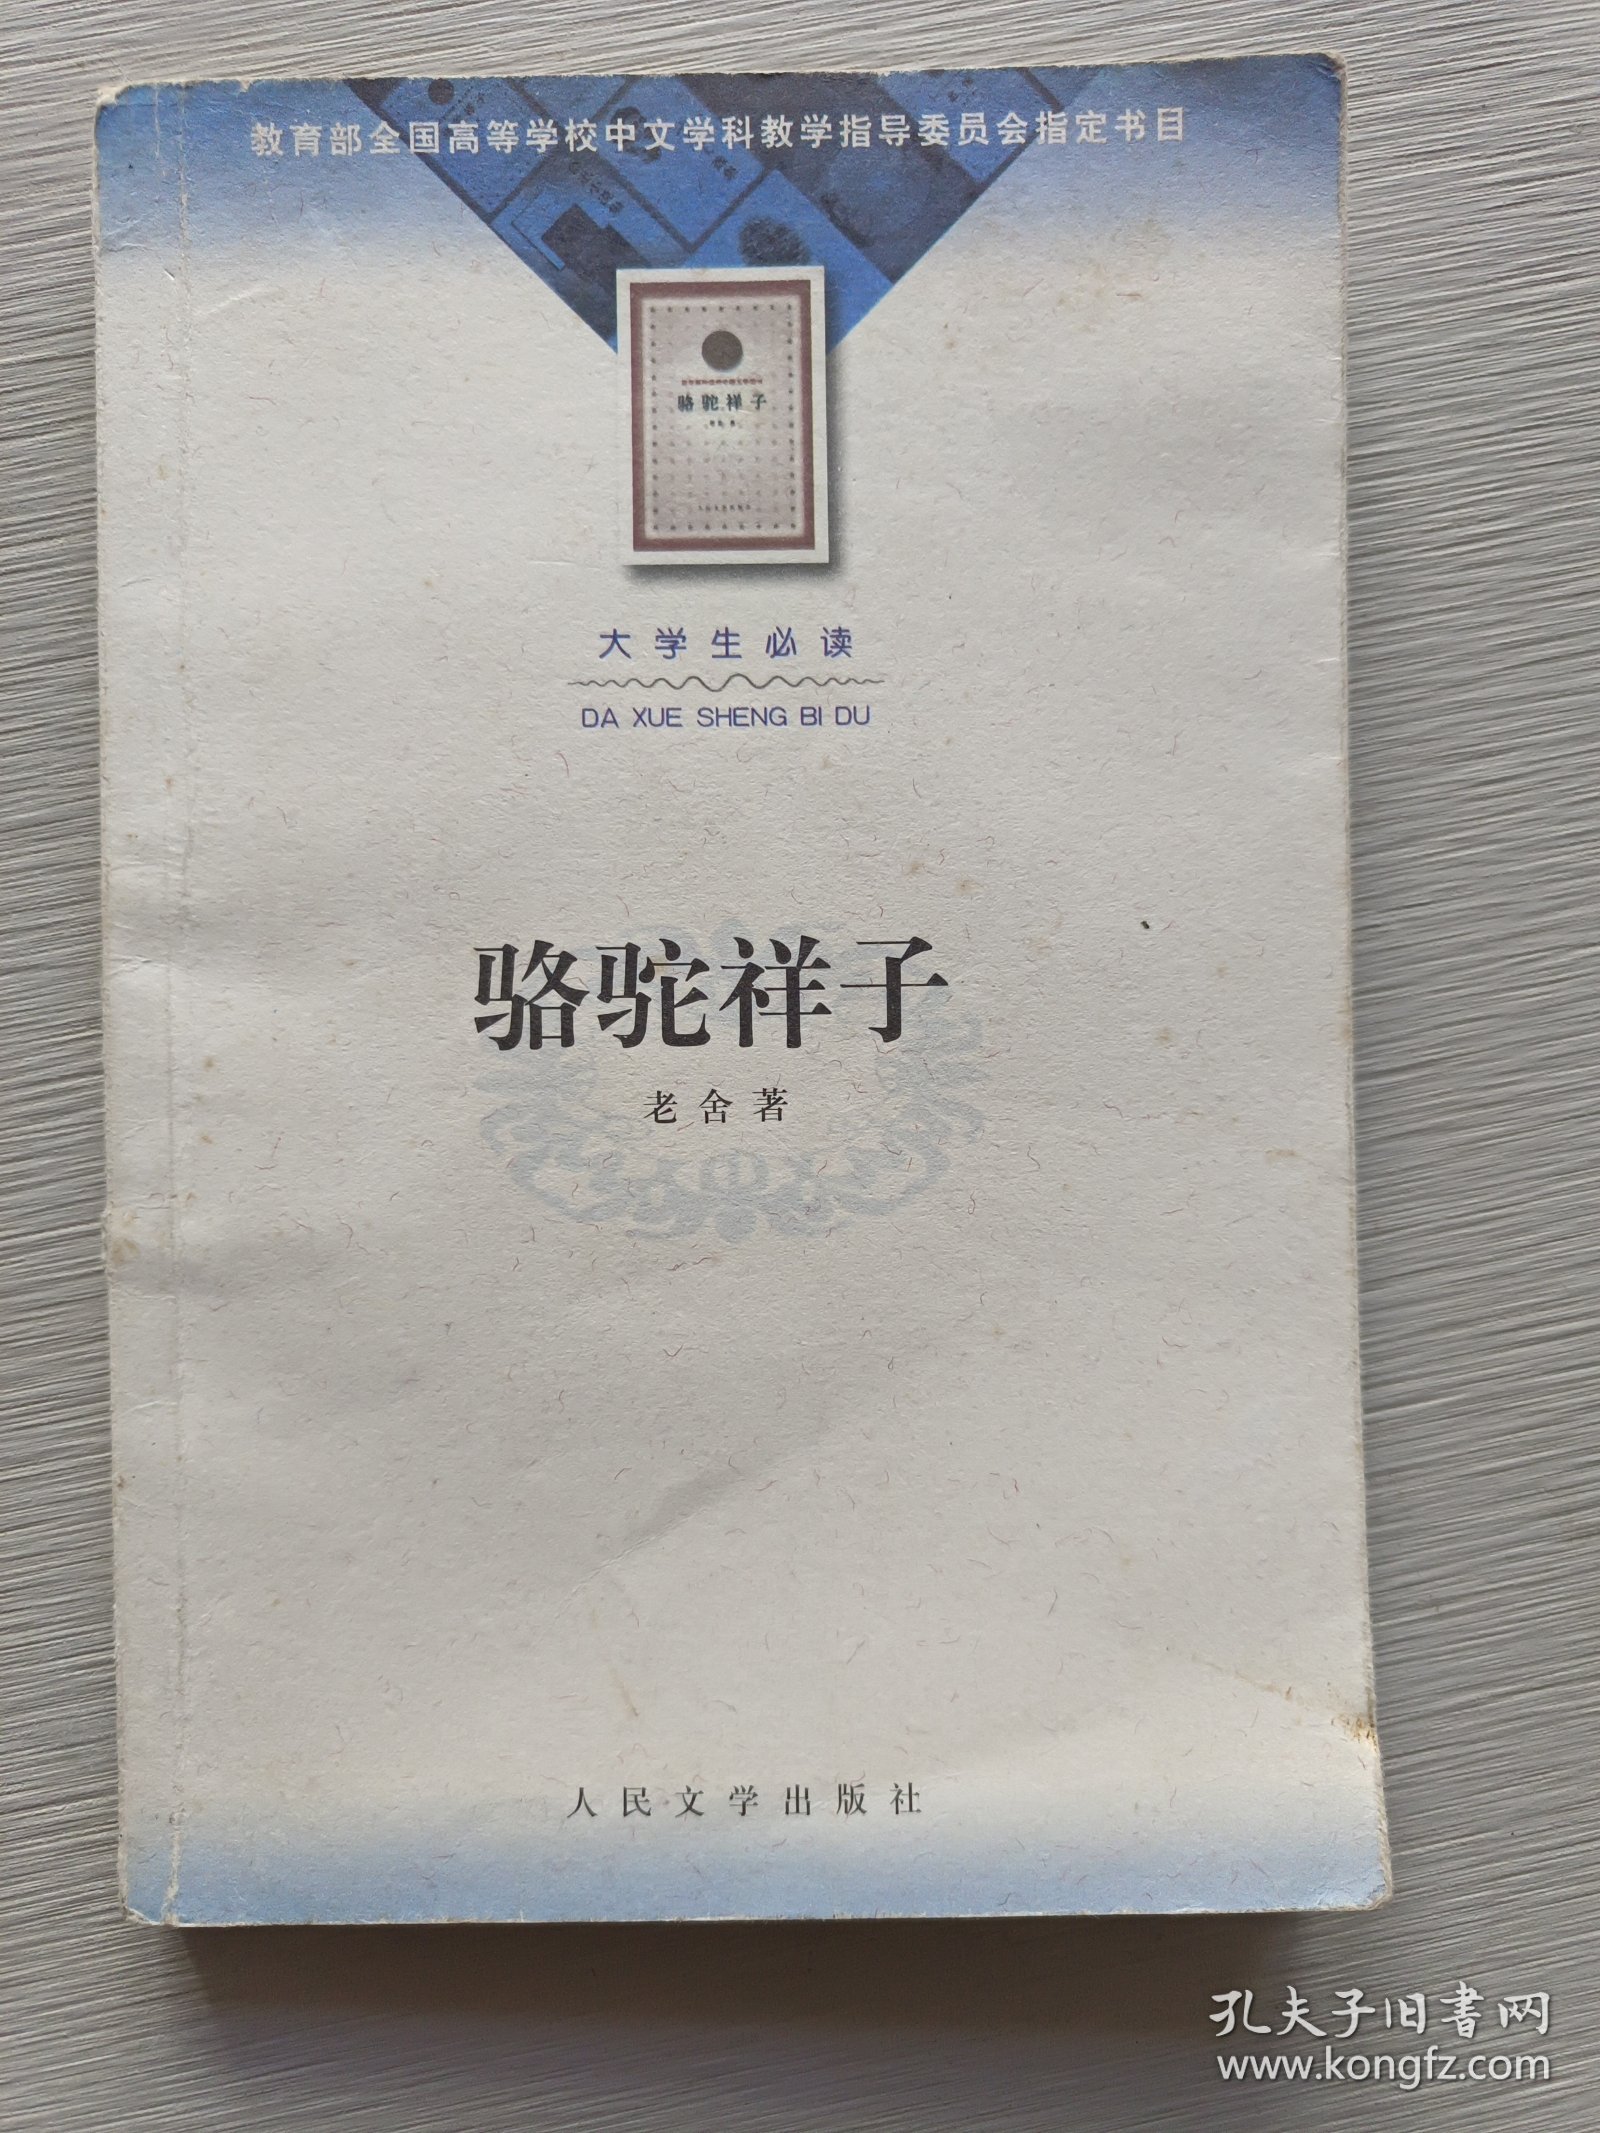 教育部全国高等学校中文学科教学指导委员会指定书目
骆驼祥子
大学生必读
DA XUE SHENG BI DU
骆驼祥子
老舍著
人民文学出版社
孔夫子旧書网
www.kongfz.com